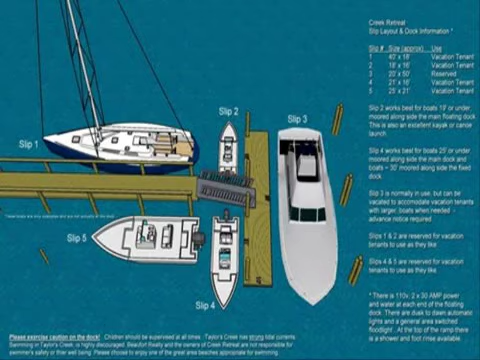 Creek Retreat
Slip Layout & Dock Information *
Slip # Size (approx) Use
1 40' x 18' Vacation Tenant
2 18' x 16' Vacation Tenant
3 20' x 50' Reserved
4 21' x 16' Vacation Tenant
5 25' x 21' Vacation Tenant
Slip 2 works best for boats 19' or under,
moored along side the main floating dock.
This is also an excellent kayak or canoe
launch.
Slip 4 works best for boats 25' or under
moored along side the main dock and
boats ~ 30' moored along side the fixed
dock.
Slip 3 is normally in use, but can be
vacated to accomodate vacation tenants
with larger boats when needed -
advance notice required.
Slips 1 & 2 are reserved for vacation
tenants to use as they like
Slips 4 & 5 are reserved for vacation
tenants to use as they like.
* There is 110v, 2 x 30 AMP power
and water at each end of the floating
dock. There are dusk to dawn automatic
lights and a general area switched
floodlight. At the top of the ramp there
is a shower and foot rinse available.
Slip 1
Slip 2
Slip 3
Slip 5
Slip 4
Please exercise caution on the dock! Children should be supervised at all times. Taylor's Creek has strong tidal currents.
Swimming in Taylor's Creek, is highly discouraged. Beaufort Realty and the owners of Creek Retreat are not responsible for
swimmer's safety or their well being. Please choose to enjoy one of the great area beaches appropriate for swimming.